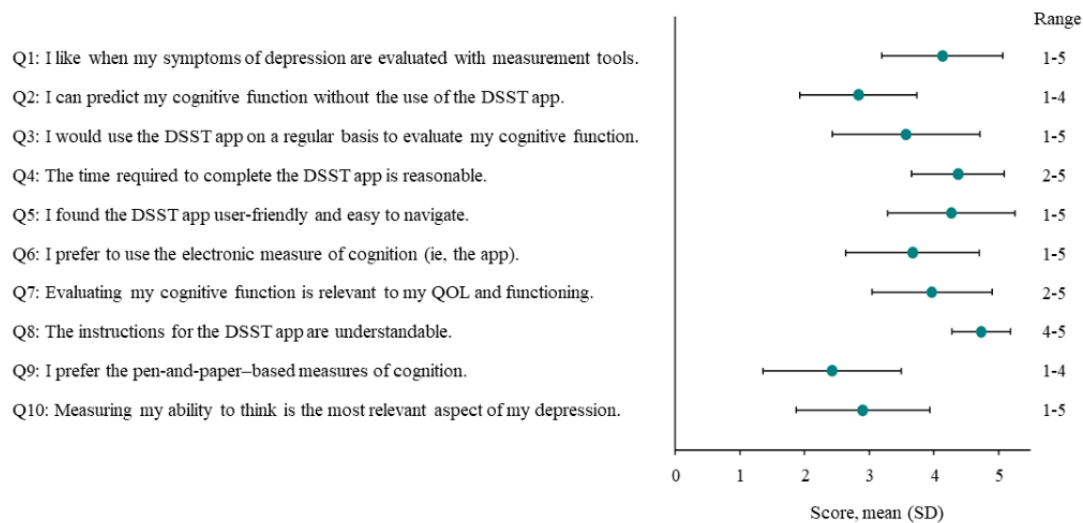 Range
Q1: I like when my symptoms of depression are evaluated with measurement tools. 1-5
Q2: I can predict my cognitive function without the use of the DSST app. 1-4
Q3: I would use the DSST app on a regular basis to evaluate my cognitive function. 1-5
Q4: The time required to complete the DSST app is reasonable. 2-5
Q5: I found the DSST app user-friendly and easy to navigate. 1-5
Q6: I prefer to use the electronic measure of cognition (ie, the app). 1-5
Q7: Evaluating my cognitive function is relevant to my QOL and functioning. 2-5
Q8: The instructions for the DSST app are understandable. 4-5
Q9: I prefer the pen-and-paper–based measures of cognition. 1-4
Q10: Measuring my ability to think is the most relevant aspect of my depression. 1-5
0 1 2 3 4 5
Score, mean (SD)